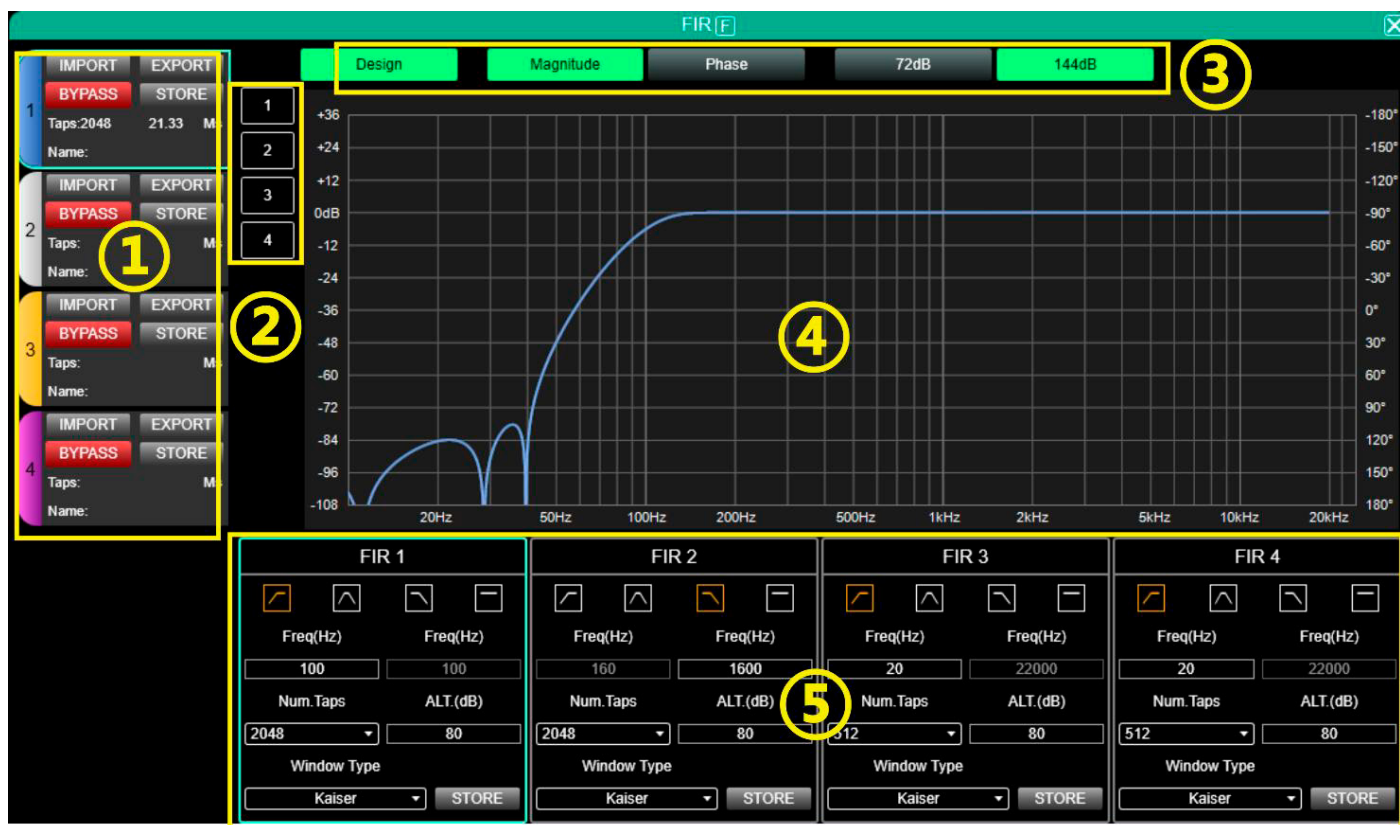 FIR F
Design Magnitude Phase 72dB 144dB
③
1
IMPORT EXPORT
BYPASS STORE
Taps:2048 21.33 Ms
Name:
2
IMPORT EXPORT
BYPASS STORE
Taps: Ms
Name:
3
IMPORT EXPORT
BYPASS STORE
Taps: Ms
Name:
4
IMPORT EXPORT
BYPASS STORE
Taps: Ms
Name:
①
1
2
3
4
②
+36
+24
+12
0dB
-12
-24
-36
-48
-60
-72
-84
-96
-108
④
-180°
-150°
-120°
-90°
-60°
-30°
0°
30°
60°
90°
120°
150°
180°
20Hz 50Hz 100Hz 200Hz 500Hz 1kHz 2kHz 5kHz 10kHz 20kHz
FIR 1
Freq(Hz) Freq(Hz)
100 100
Num.Taps ALT.(dB)
2048 80
Window Type
Kaiser STORE
FIR 2
Freq(Hz) Freq(Hz)
160 1600
Num.Taps ALT.(dB)
2048 80
Window Type
Kaiser STORE
⑤
FIR 3
Freq(Hz) Freq(Hz)
20 22000
Num.Taps ALT.(dB)
512 80
Window Type
Kaiser STORE
FIR 4
Freq(Hz) Freq(Hz)
20 22000
Num.Taps ALT.(dB)
512 80
Window Type
Kaiser STORE